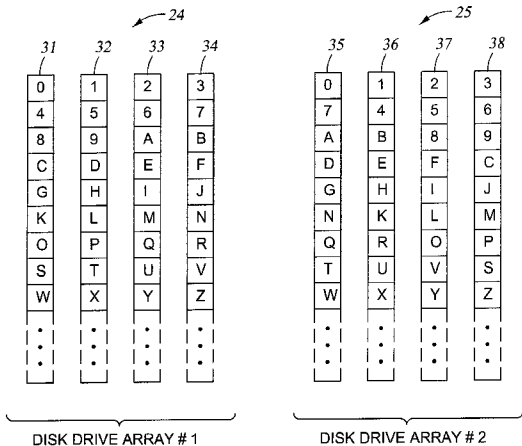 24 25
31 32 33 34 35 36 37 38
0 1 2 3 0 1 2 3
4 5 6 7 7 4 5 6
8 9 A B A B 8 9
C D E F D E F C
G H I J G H I J
K L M N N K L M
O P Q R Q R O P
S T U V T U V S
W X Y Z W X Y Z
DISK DRIVE ARRAY # 1 DISK DRIVE ARRAY # 2